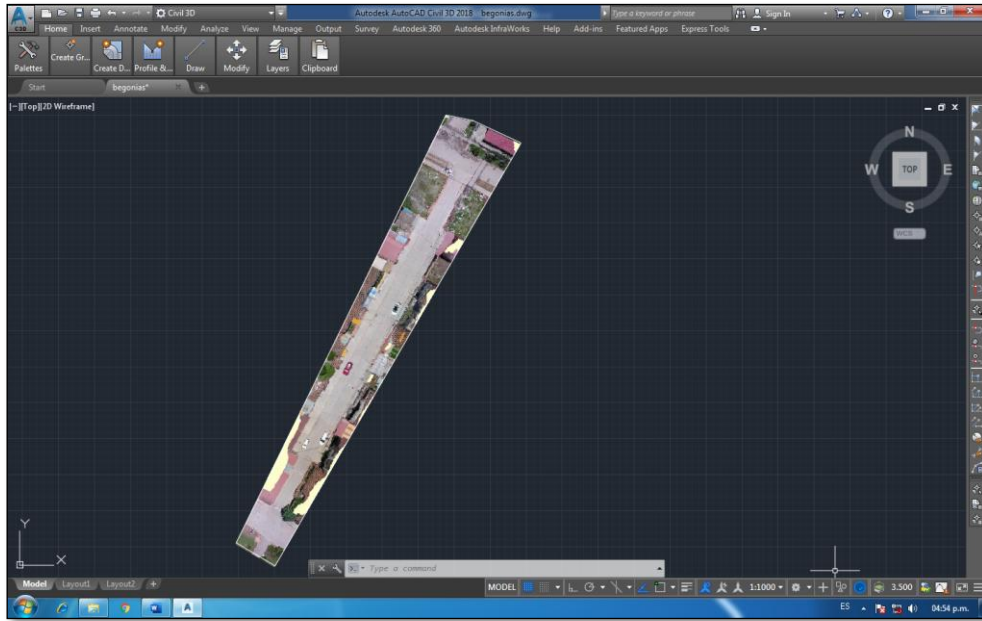 Civil 3D
Autodesk AutoCAD Civil 3D 2018 begonias.dwg
Type a keyword or phrase
Sign In
C3D
Home Insert Annotate Modify Analyze View Manage Output Survey Autodesk 360 Autodesk InfraWorks Help Add-ins Featured Apps Express Tools
Palettes
Create Gr...
Create D...
Profile &...
Draw
Modify
Layers
Clipboard
Start
begonias*
[−][Top][2D Wireframe]
N
W TOP E
S
WCS
Y
X
Type a command
Model Layout1 Layout2 +
MODEL
1:1000
3.500
ES
04:54 p.m.